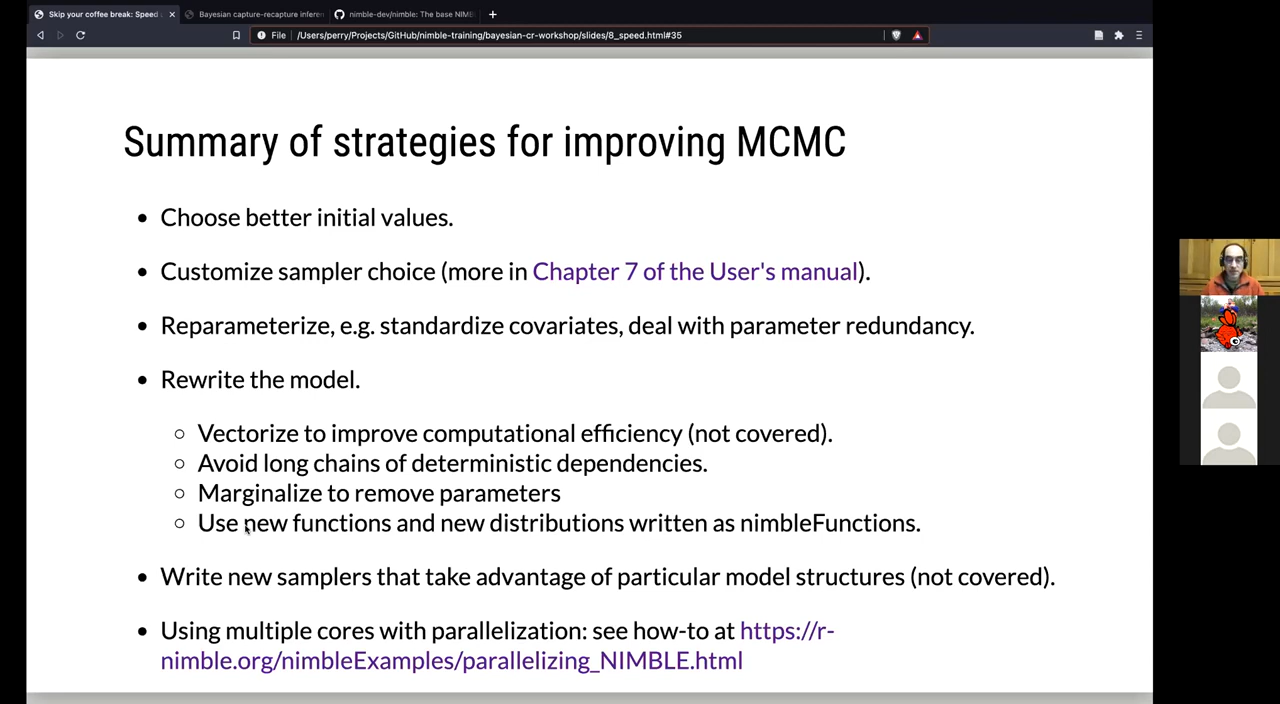 Skip your coffee break: Speed
Bayesian capture-recapture infere
nimble-dev/nimble: The base NIMB
File
/Users/perry/Projects/GitHub/nimble-training/bayesian-cr-workshop/slides/8_speed.html#35
Summary of strategies for improving MCMC
• Choose better initial values.
• Customize sampler choice (more in Chapter 7 of the User's manual).
• Reparameterize, e.g. standardize covariates, deal with parameter redundancy.
• Rewrite the model.
○ Vectorize to improve computational efficiency (not covered).
○ Avoid long chains of deterministic dependencies.
○ Marginalize to remove parameters
○ Use new functions and new distributions written as nimbleFunctions.
• Write new samplers that take advantage of particular model structures (not covered).
• Using multiple cores with parallelization: see how-to at https://r-
nimble.org/nimbleExamples/parallelizing_NIMBLE.html